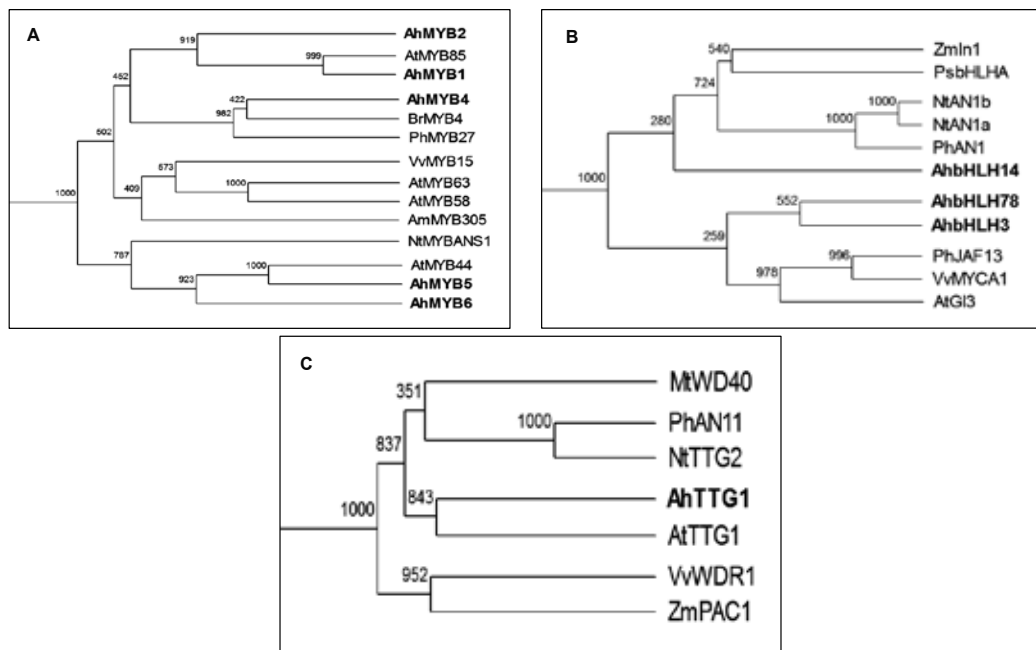 A
AhMYB2
919
AtMYB85
999
AhMYB1
452
AhMYB4
422
BrMYB4
982
PhMYB27
502
VvMYB15
573
AtMYB63
1000
AtMYB58
409
AmMYB305
1000
NtMYBANS1
787
AtMYB44
1000
AhMYB5
923
AhMYB6
B
ZmIn1
540
PsbHLHA
724
NtAN1b
1000
NtAN1a
1000
PhAN1
280
AhbHLH14
1000
AhbHLH78
552
AhbHLH3
259
PhJAF13
996
VvMYCA1
978
AtGl3
C
MtWD40
351
PhAN11
1000
NtTTG2
837
AhTTG1
843
AtTTG1
1000
VvWDR1
952
ZmPAC1